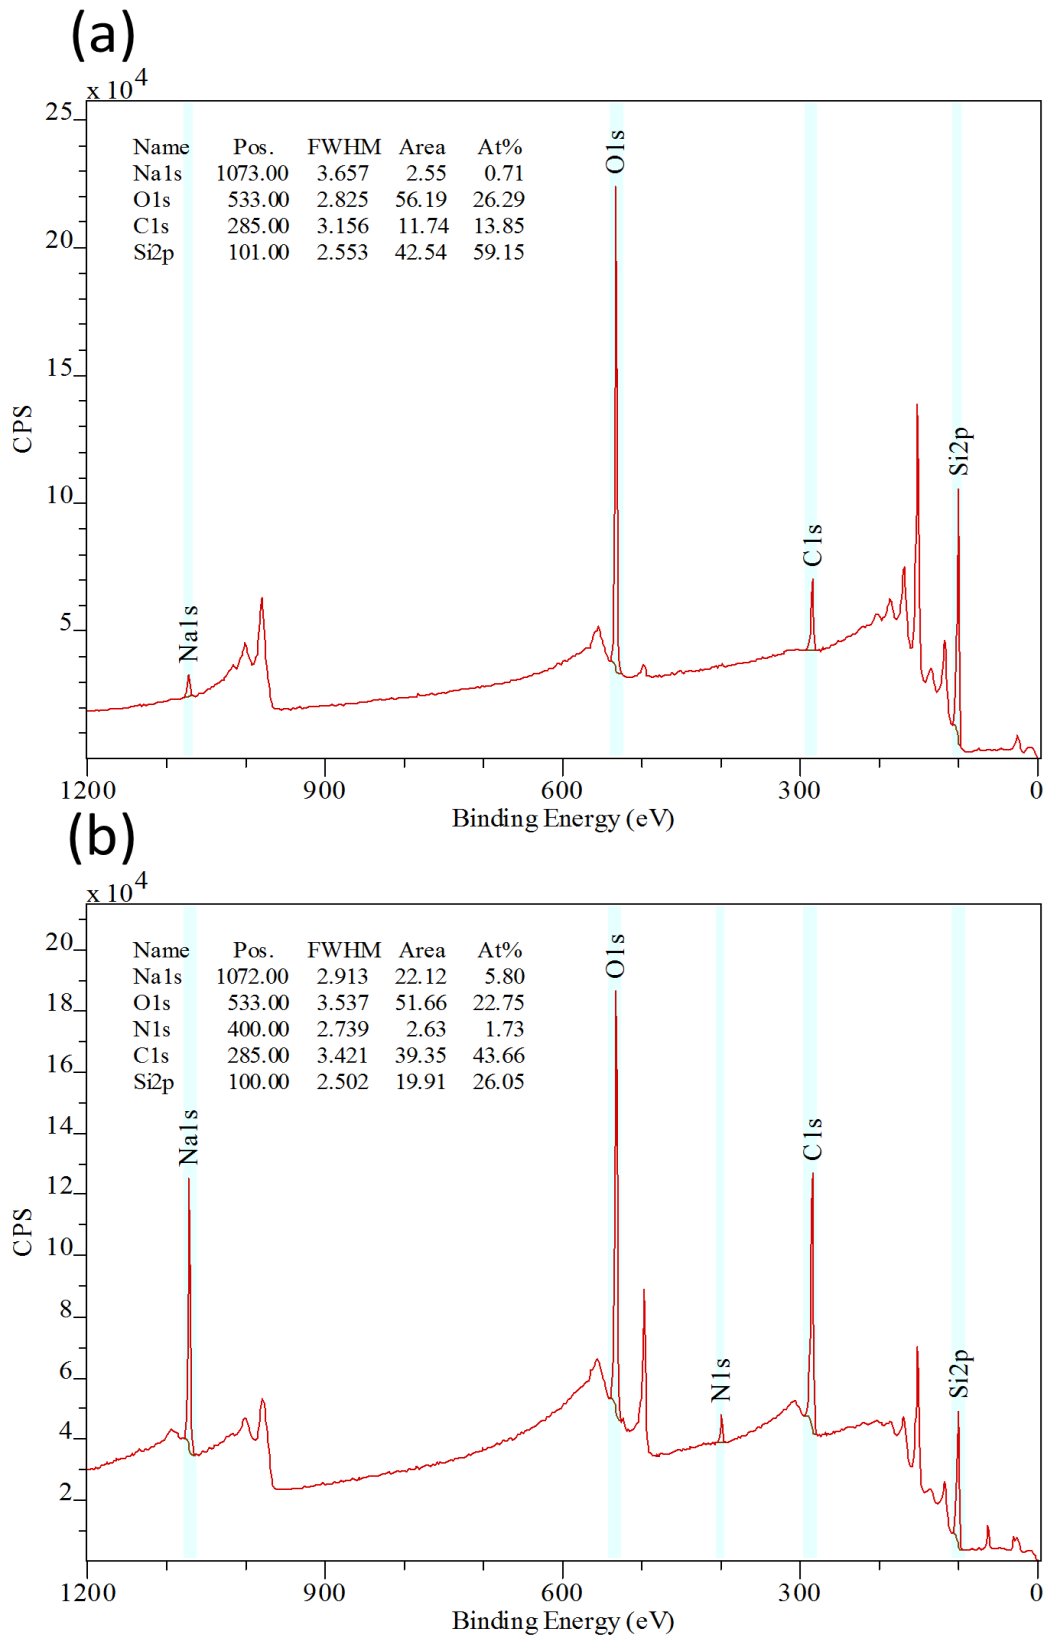 (a)
x 10⁴
25
20
15
10
5
CPS
Name Pos. FWHM Area At%
Na1s 1073.00 3.657 2.55 0.71
O1s 533.00 2.825 56.19 26.29
C1s 285.00 3.156 11.74 13.85
Si2p 101.00 2.553 42.54 59.15
Na1s
O1s
C1s
Si2p
1200 900 600 300 0
Binding Energy (eV)
(b)
x 10⁴
20
18
16
14
12
10
8
6
4
2
CPS
Name Pos. FWHM Area At%
Na1s 1072.00 2.913 22.12 5.80
O1s 533.00 3.537 51.66 22.75
N1s 400.00 2.739 2.63 1.73
C1s 285.00 3.421 39.35 43.66
Si2p 100.00 2.502 19.91 26.05
Na1s
O1s
N1s
C1s
Si2p
1200 900 600 300 0
Binding Energy (eV)